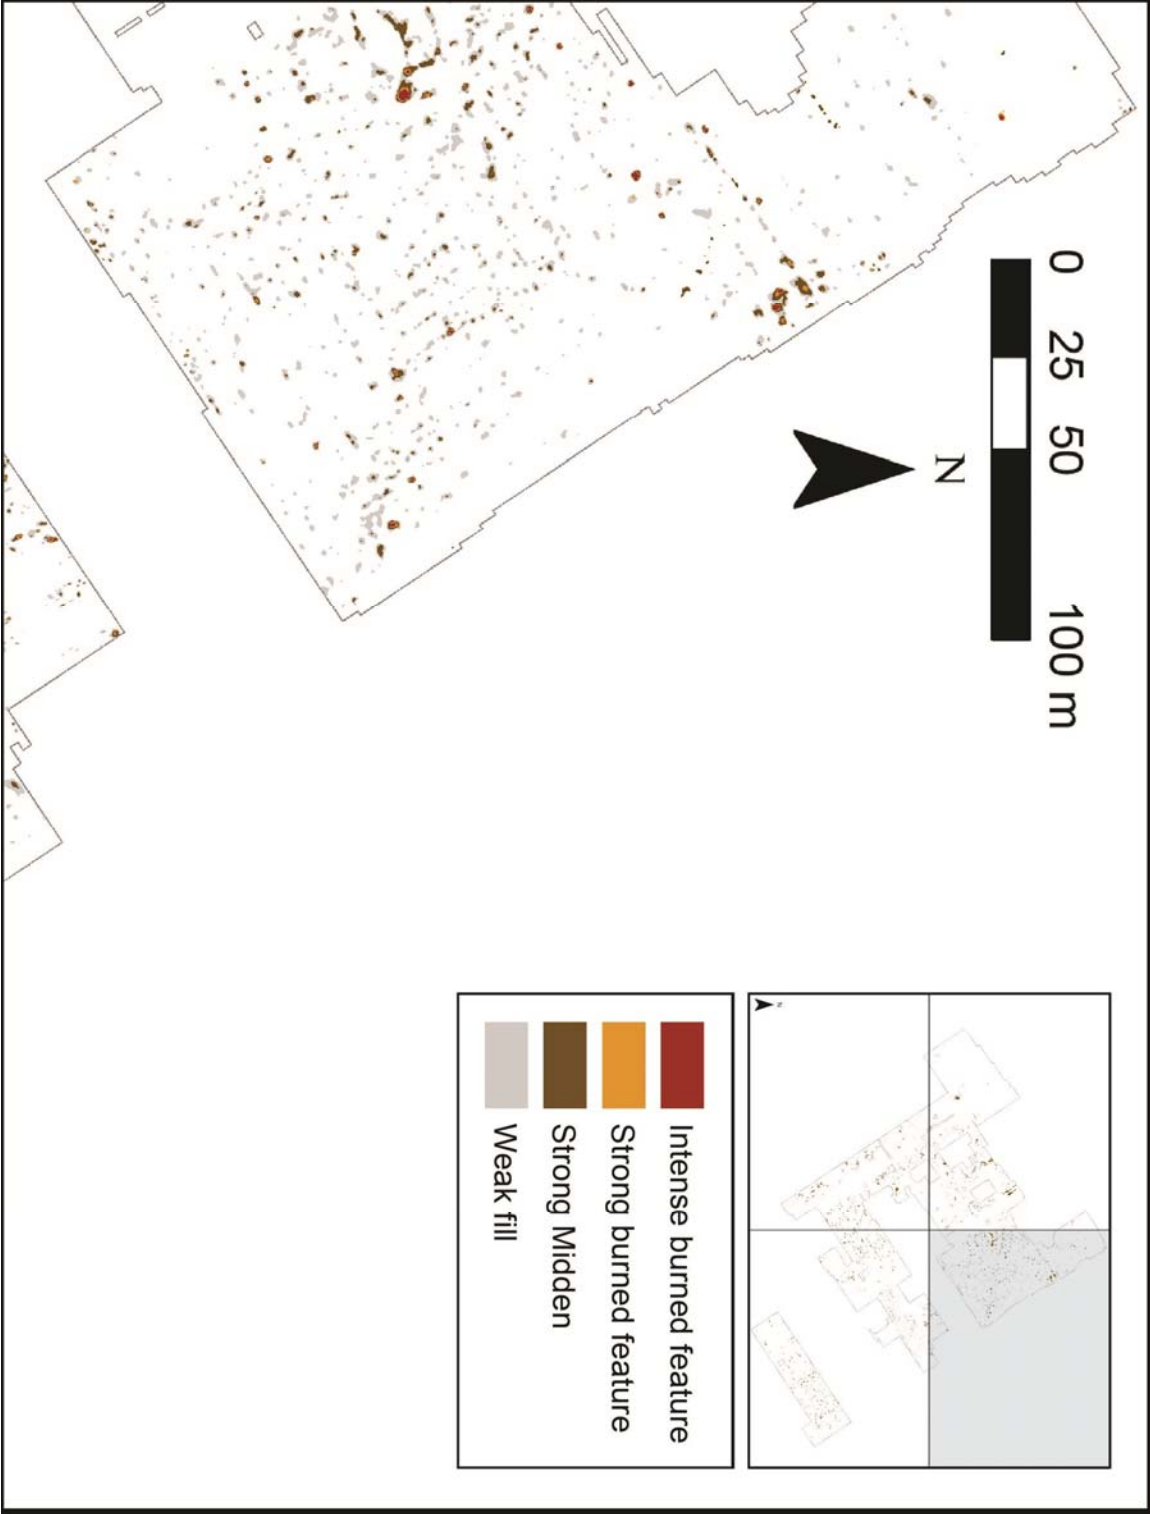 0 25 50 100 m
N
N
Intense burned feature
Strong burned feature
Strong Midden
Weak fill